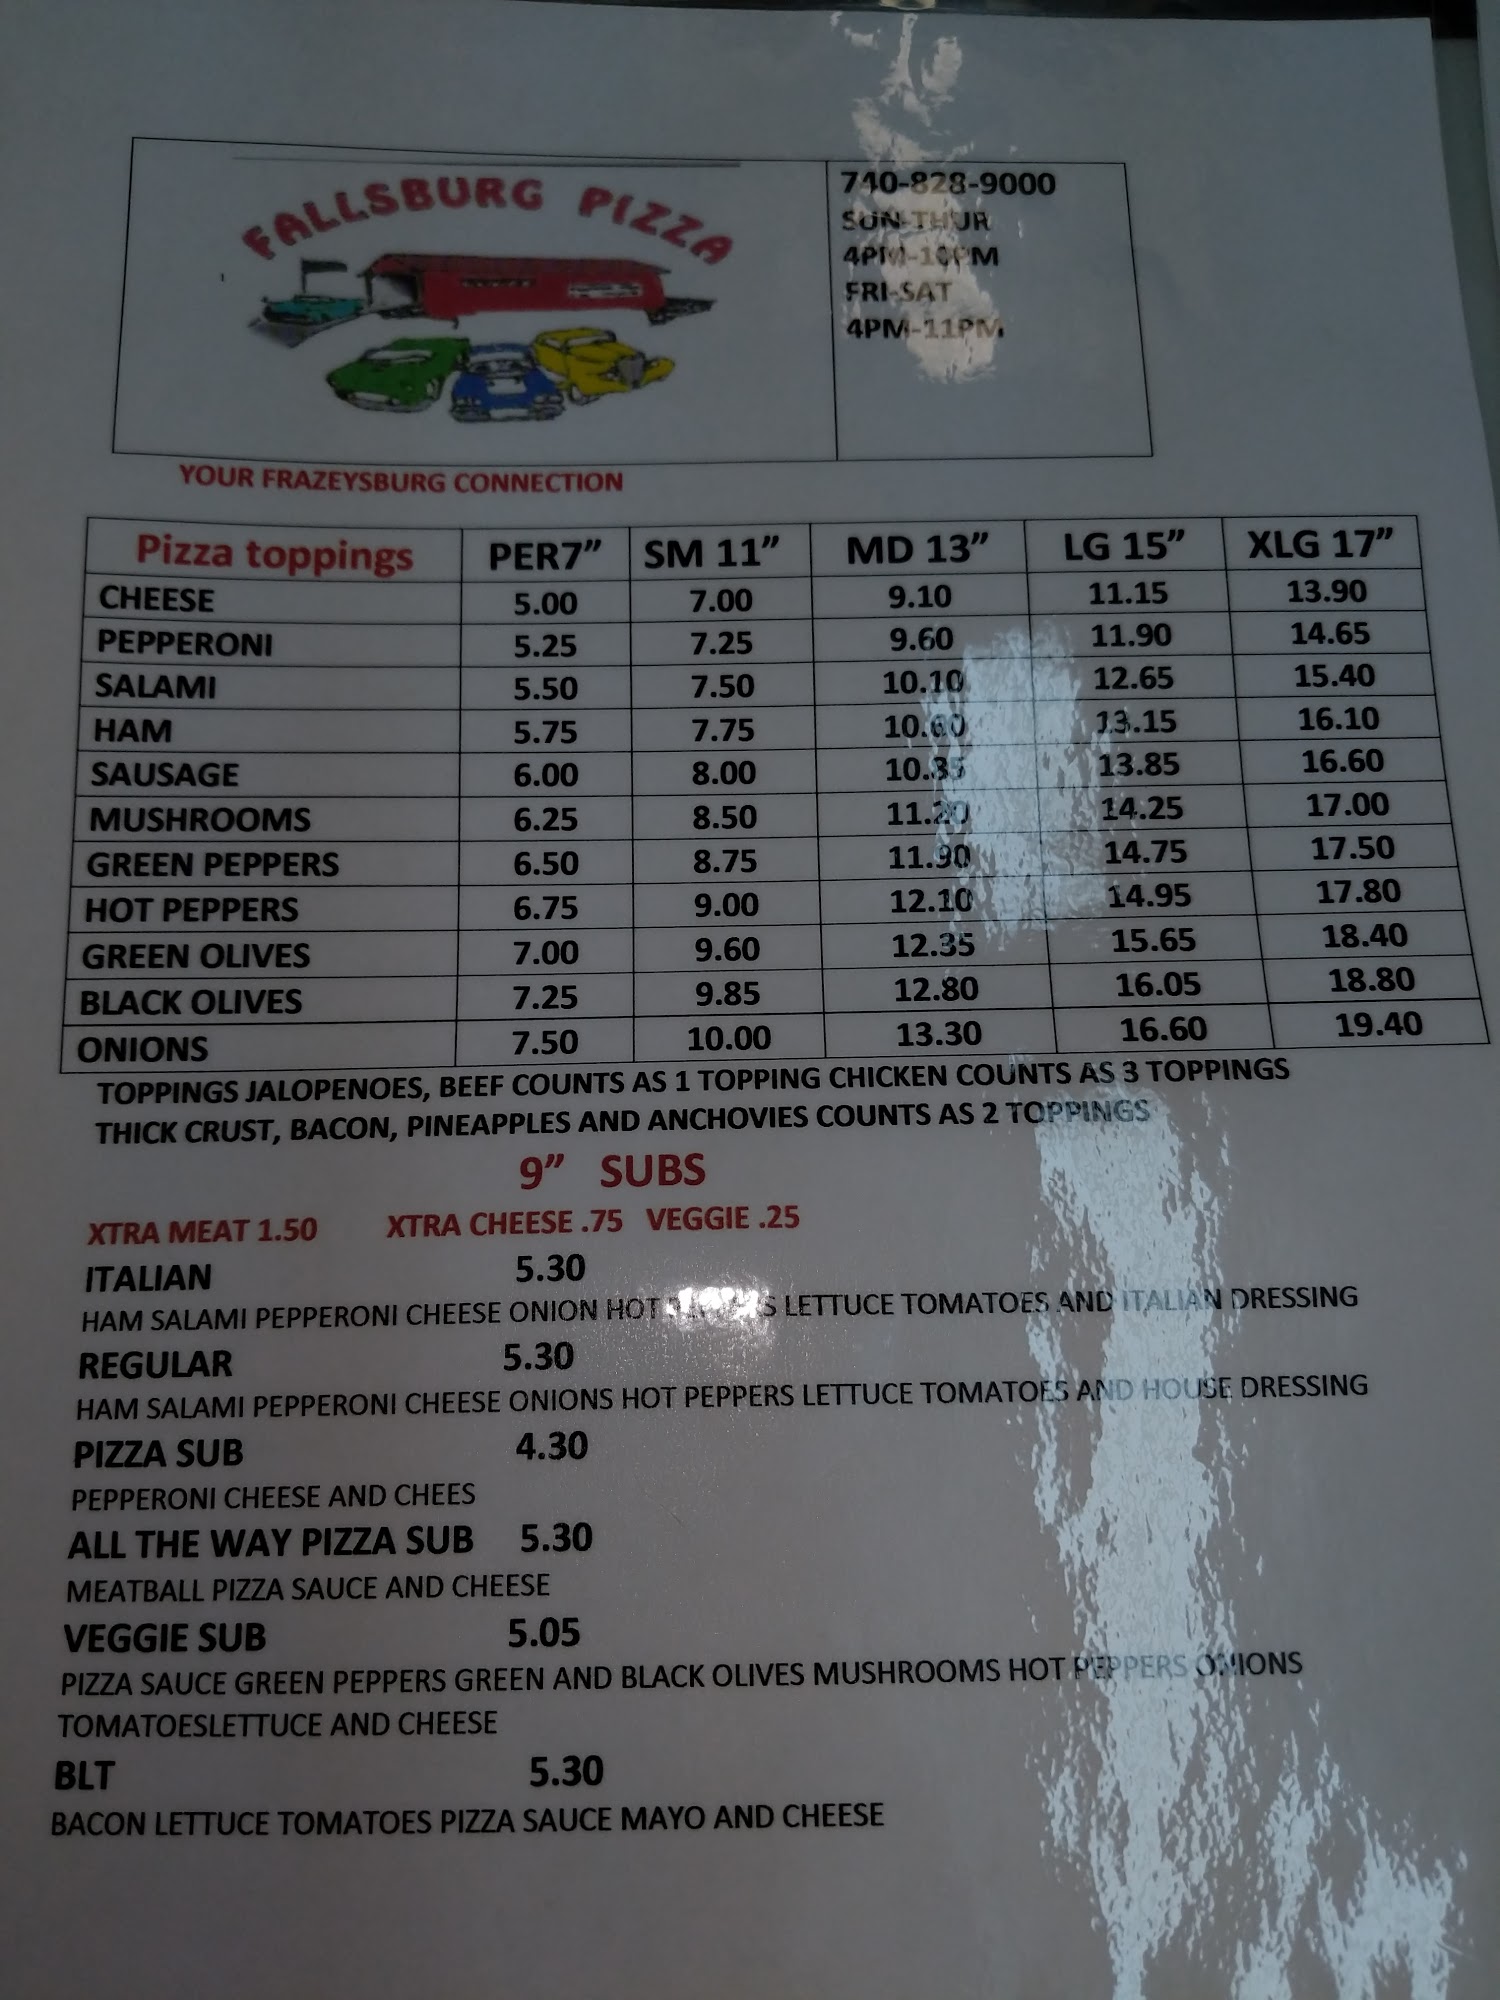 FALLSBURG PIZZA
740-828-9000
SUN-THUR
4PM-10PM
FRI-SAT
4PM-11PM
YOUR FRAZEYSBURG CONNECTION
Pizza toppings PER7” SM 11” MD 13” LG 15” XLG 17”
CHEESE 5.00 7.00 9.10 11.15 13.90
PEPPERONI 5.25 7.25 9.60 11.90 14.65
SALAMI 5.50 7.50 10.10 12.65 15.40
HAM 5.75 7.75 10.60 13.15 16.10
SAUSAGE 6.00 8.00 10.85 13.85 16.60
MUSHROOMS 6.25 8.50 11.20 14.25 17.00
GREEN PEPPERS 6.50 8.75 11.90 14.75 17.50
HOT PEPPERS 6.75 9.00 12.10 14.95 17.80
GREEN OLIVES 7.00 9.60 12.35 15.65 18.40
BLACK OLIVES 7.25 9.85 12.80 16.05 18.80
ONIONS 7.50 10.00 13.30 16.60 19.40
TOPPINGS JALOPENOES, BEEF COUNTS AS 1 TOPPING CHICKEN COUNTS AS 3 TOPPINGS
THICK CRUST, BACON, PINEAPPLES AND ANCHOVIES COUNTS AS 2 TOPPINGS
9” SUBS
XTRA MEAT 1.50 XTRA CHEESE .75 VEGGIE .25
ITALIAN 5.30
HAM SALAMI PEPPERONI CHEESE ONION HOT PEPPERS LETTUCE TOMATOES AND ITALIAN DRESSING
REGULAR 5.30
HAM SALAMI PEPPERONI CHEESE ONIONS HOT PEPPERS LETTUCE TOMATOES AND HOUSE DRESSING
PIZZA SUB 4.30
PEPPERONI CHEESE AND CHEES
ALL THE WAY PIZZA SUB 5.30
MEATBALL PIZZA SAUCE AND CHEESE
VEGGIE SUB 5.05
PIZZA SAUCE GREEN PEPPERS GREEN AND BLACK OLIVES MUSHROOMS HOT PEPPERS ONIONS
TOMATOESLETTUCE AND CHEESE
BLT 5.30
BACON LETTUCE TOMATOES PIZZA SAUCE MAYO AND CHEESE